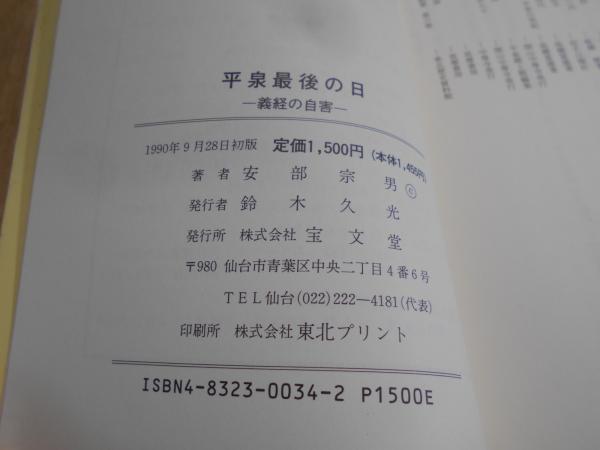 平泉最後の日
―義経の自害―
1990年9月28日初版 定価1,500円（本体1,456円）
著者 安部宗男 ©
発行者 鈴木久光
発行所 株式会社 宝文堂
〒980 仙台市青葉区中央二丁目4番6号
TEL仙台(022)222―4181(代表)
印刷所 株式会社 東北プリント
ISBN4-8323-0034-2 P1500E